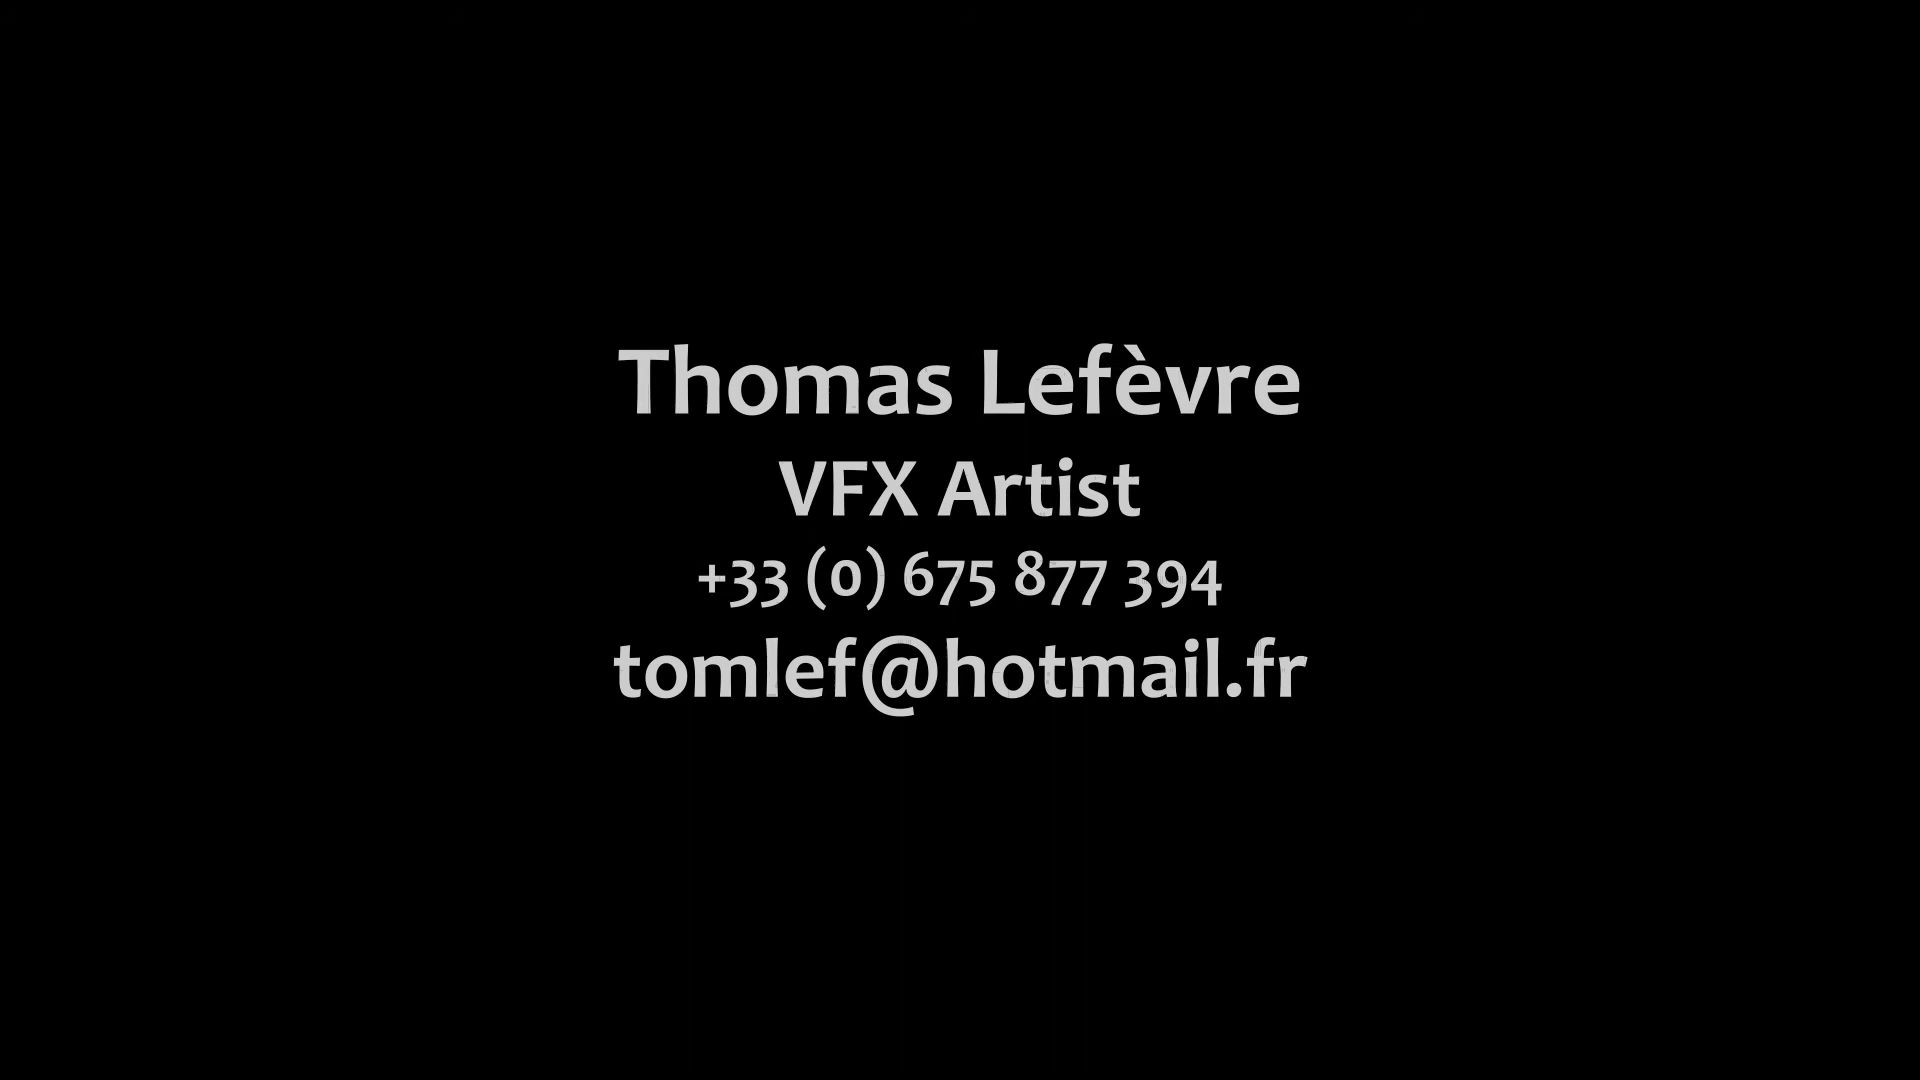 Thomas Lefèvre
VFX Artist
+33 (0) 675 877 394
tomlef@hotmail.fr